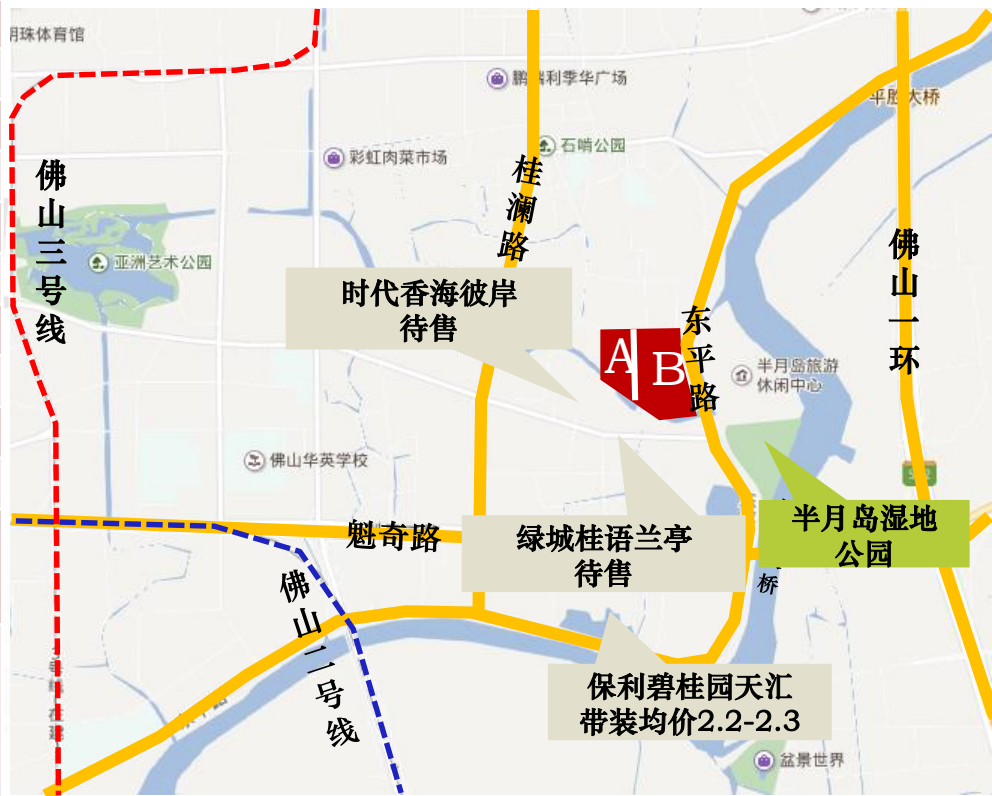 明珠体育馆
鹏瑞利季华广场
平胜大桥
彩虹肉菜市场
石啃公园
桂澜路
佛山三号线
亚洲艺术公园
佛山一环
时代香海彼岸
待售
A
B
东平路
半月岛旅游
休闲中心
佛山华英学校
魁奇路
绿城桂语兰亭
待售
半月岛湿地
公园
桥
佛山二号线
保利碧桂园天汇
带装均价2.2-2.3
盆景世界